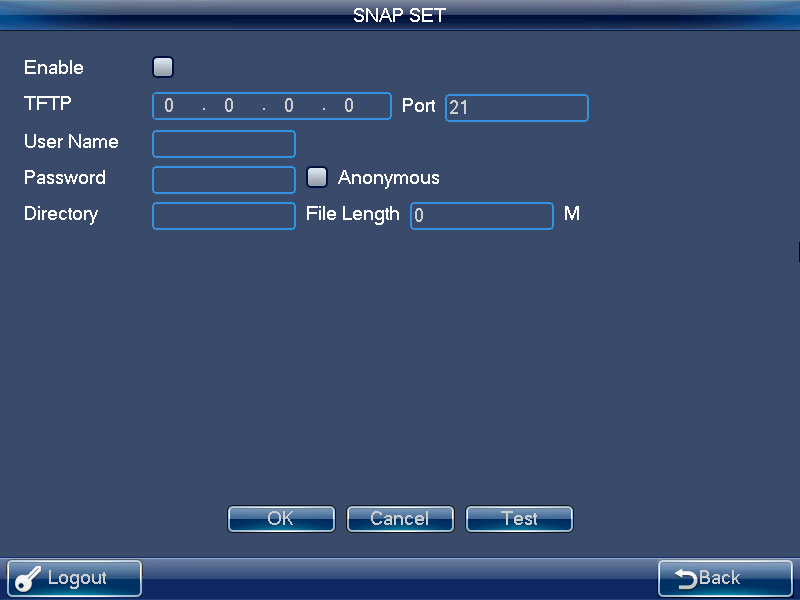 SNAP SET
Enable
TFTP 0 . 0 . 0 . 0 Port 21
User Name
Password Anonymous
Directory File Length 0 M
OK Cancel Test
Logout Back